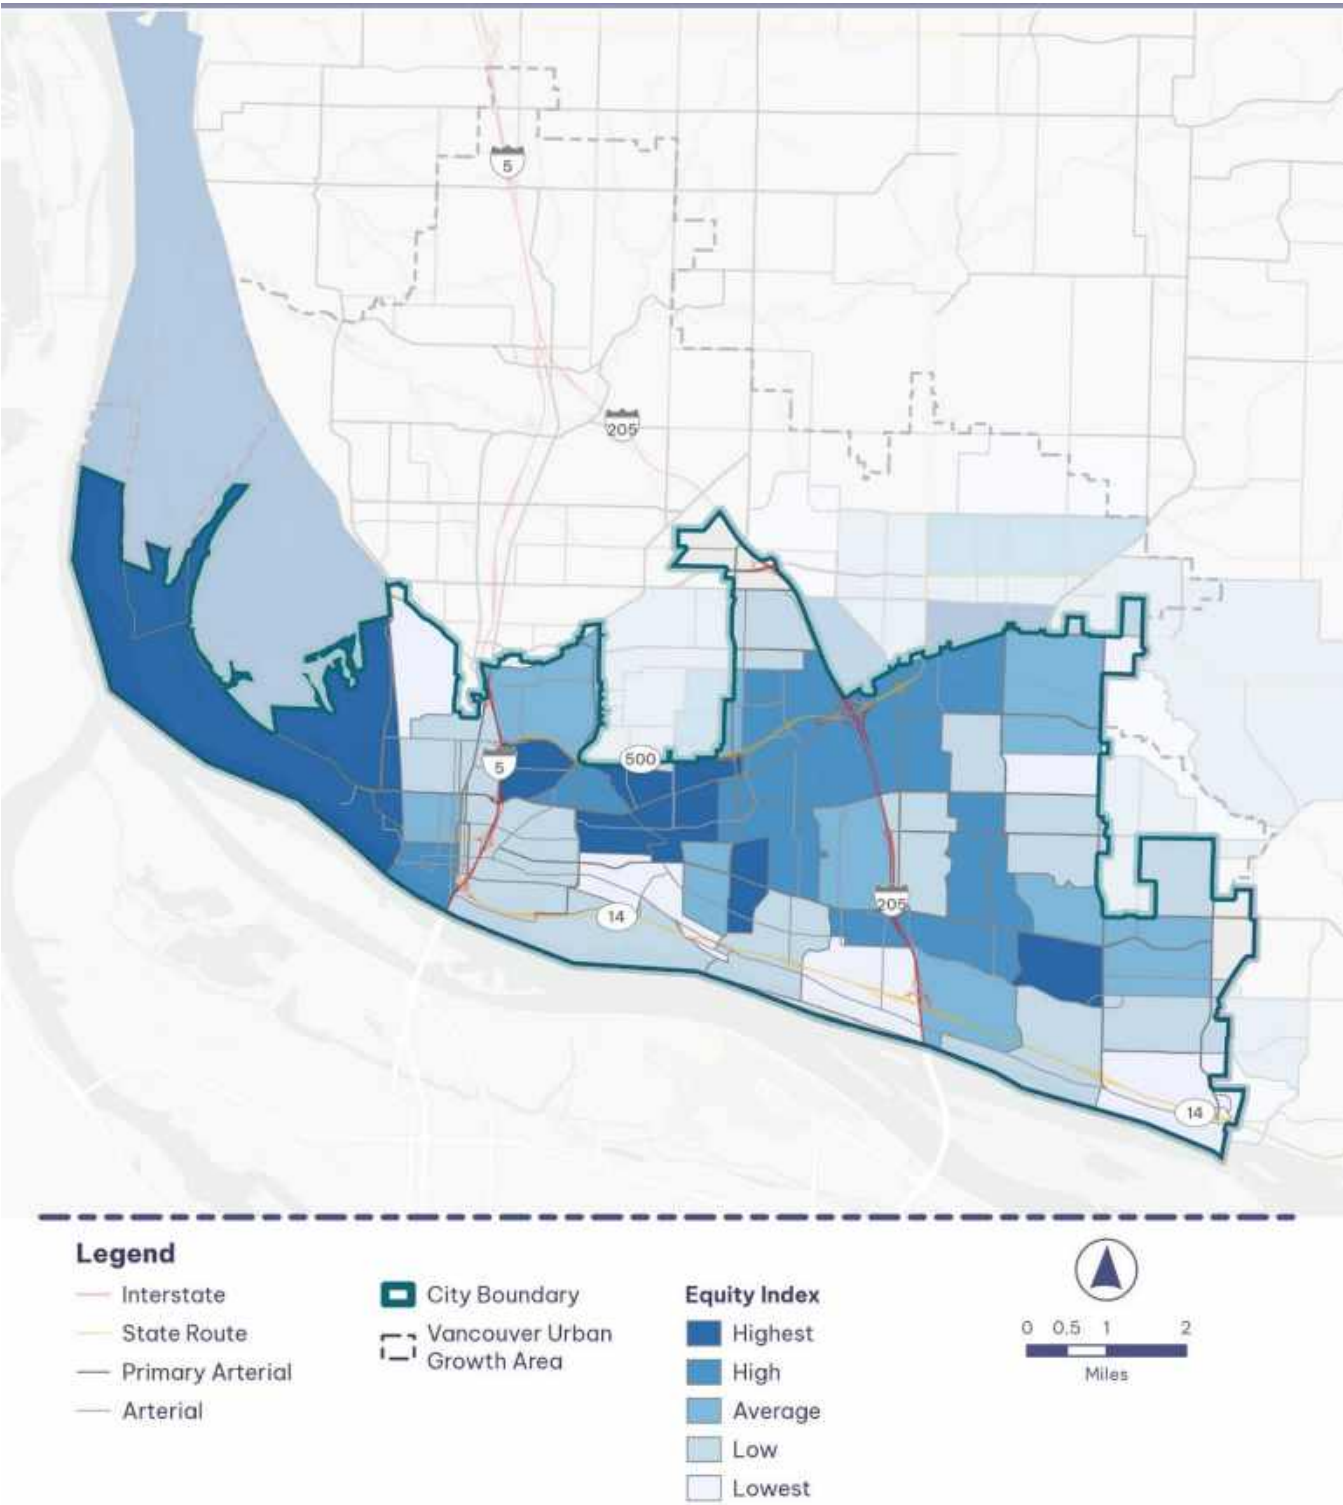 5
205
500
5
205
14
14
Legend
Interstate
State Route
Primary Arterial
Arterial
City Boundary
Vancouver Urban
Growth Area
Equity Index
Highest
High
Average
Low
Lowest
0 0.5 1 2
Miles